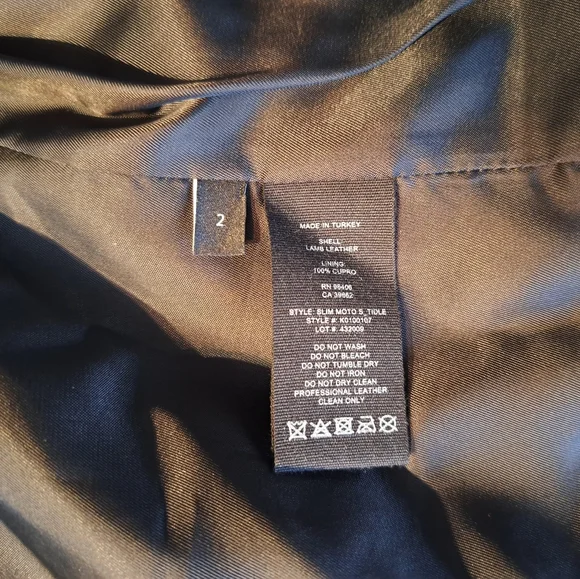 2
MADE IN TURKEY
SHELL
LAMB LEATHER
LINING:
100% CUPRO
RN 98406
CA 39662
STYLE: SLIM MOTO S_TIDLE
STYLE #: K0100107
LOT #: 432009
DO NOT WASH
DO NOT BLEACH
DO NOT TUMBLE DRY
DO NOT IRON
DO NOT DRY CLEAN
PROFESSIONAL LEATHER
CLEAN ONLY